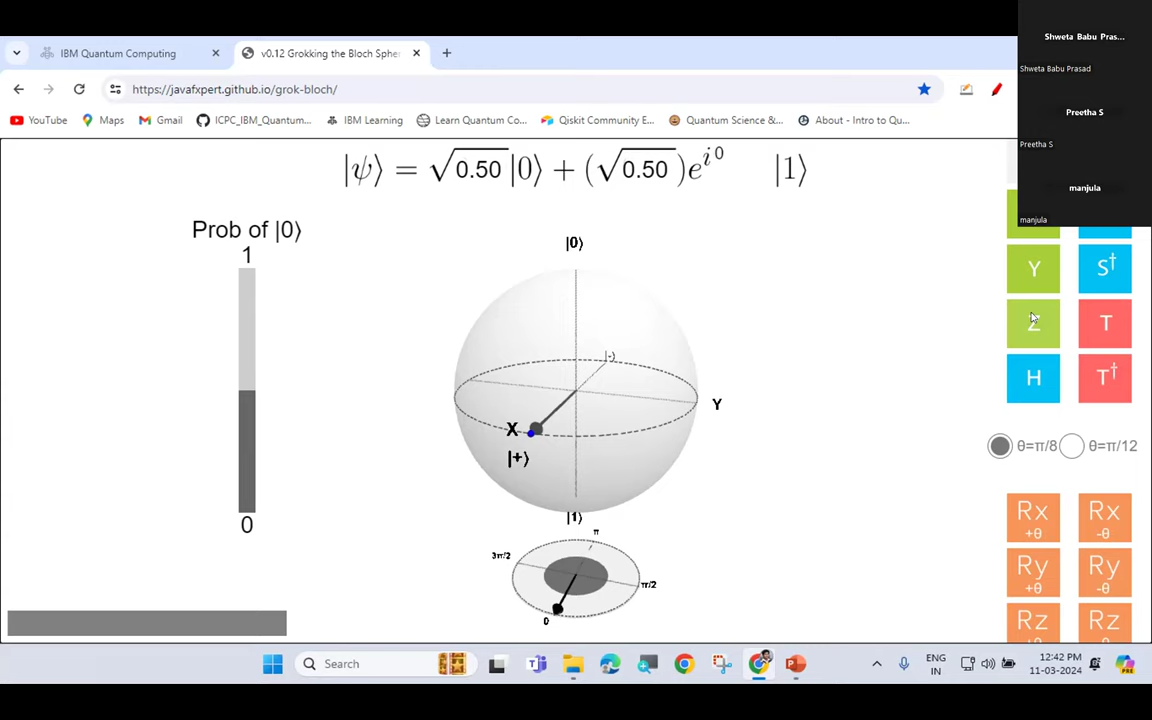 Shweta Babu Pras...
Shweta Babu Prasad
Preetha S
Preetha S
manjula
manjula
IBM Quantum Computing
v0.12 Grokking the Bloch Spher
https://javafxpert.github.io/grok-bloch/
YouTube Maps Gmail ICPC_IBM_Quantum... IBM Learning Learn Quantum Co... Qiskit Community E... Quantum Science &... About - Intro to Qu...
|ψ⟩ = √0.50 |0⟩ + (√0.50 )e^{i0} |1⟩
Prob of |0⟩
1
0
|0⟩
|-⟩
Y
X
|+⟩
|1⟩
π
3π/2
π/2
0
Y S†
Z T
H T†
θ=π/8 θ=π/12
Rx Rx
+θ -θ
Ry Ry
+θ -θ
Rz Rz
Search
ENG
IN
12:42 PM
11-03-2024